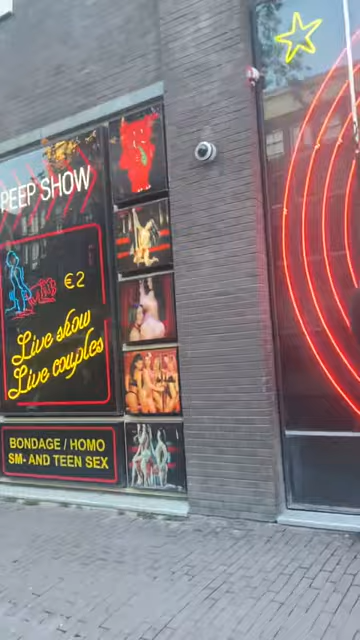 PEEP SHOW
€2
Live show
Live couples
BONDAGE / HOMO
SM- AND TEEN SEX